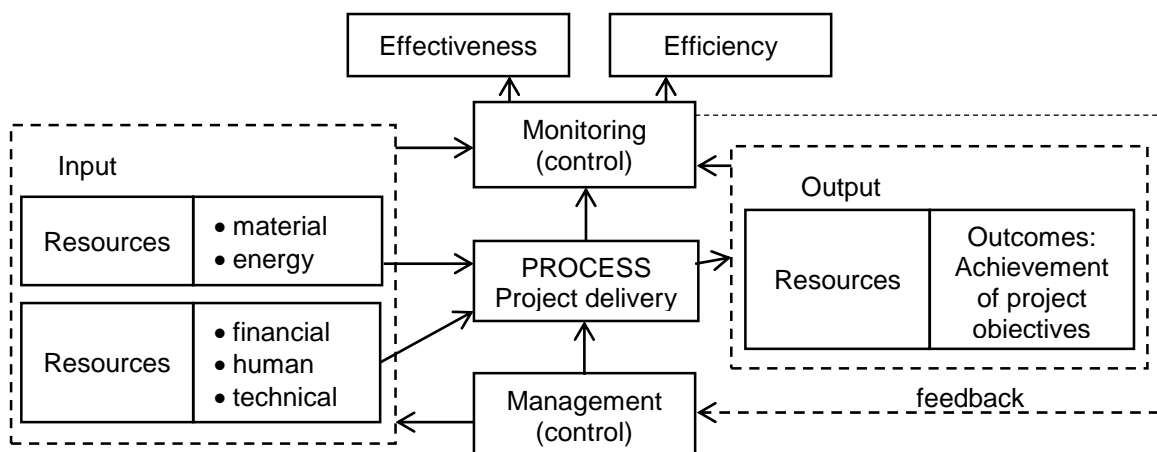 Effectiveness
Efficiency
Monitoring
(control)
Input
Resources
• material
• energy
Resources
• financial
• human
• technical
PROCESS
Project delivery
Management
(control)
Output
Resources
Outcomes:
Achievement
of project
objectives
feedback